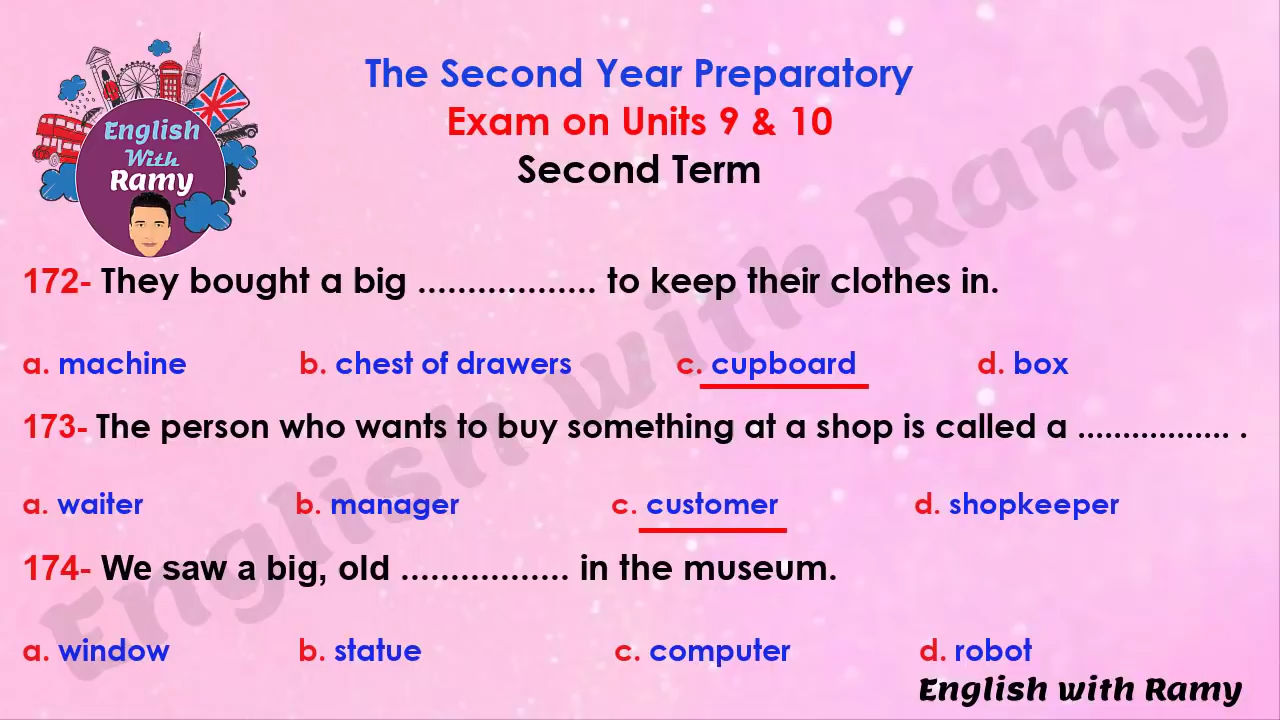 English
With
Ramy
The Second Year Preparatory
Exam on Units 9 & 10
Second Term
172- They bought a big .................. to keep their clothes in.
a. machine b. chest of drawers c. cupboard d. box
173- The person who wants to buy something at a shop is called a ................. .
a. waiter b. manager c. customer d. shopkeeper
174- We saw a big, old ................. in the museum.
a. window b. statue c. computer d. robot
English with Ramy
English with Ramy